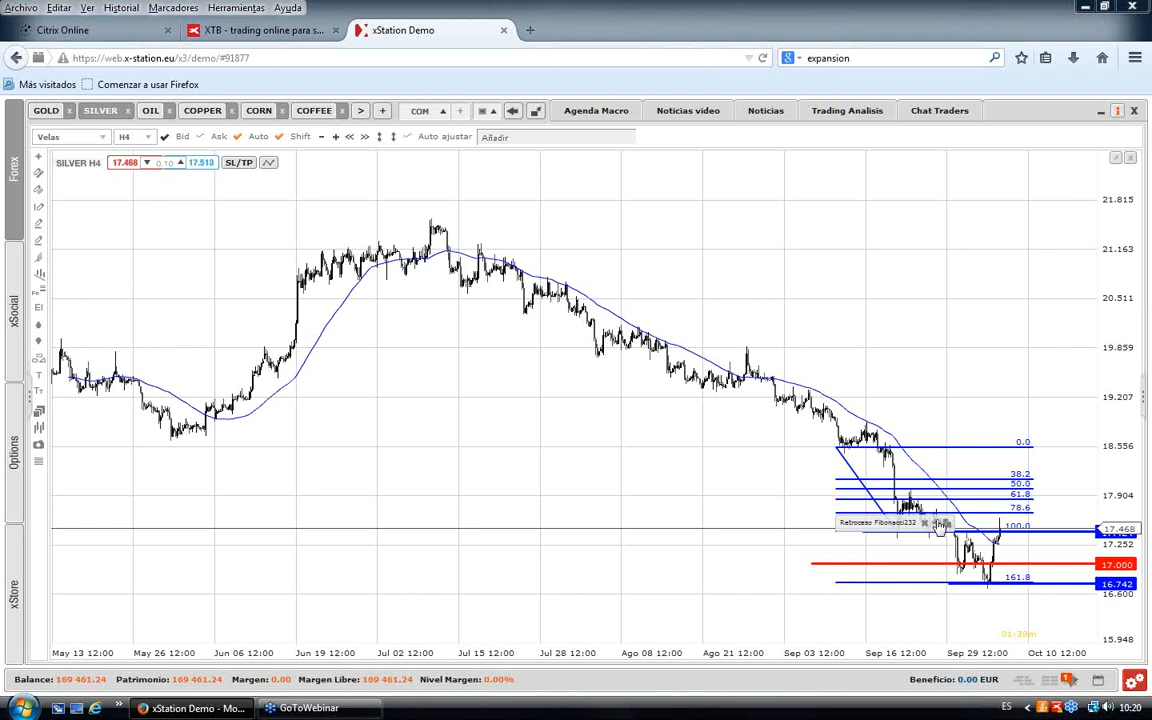 Archivo Editar Ver Historial Marcadores Herramientas Ayuda
Citrix Online
XTB - trading online para s...
xStation Demo
https://web.x-station.eu/x3/demo/#91877
expansion
Más visitados
Comenzar a usar Firefox
GOLD x SILVER x OIL x COPPER x CORN x COFFEE x > +
COM
Agenda Macro
Noticias video
Noticias
Trading Analysis
Chat Traders
Velas
H4
Bid Ask Auto Shift
Auto ajustar
Añadir
SILVER H4
17.468
0.10
17.510
SL/TP
Forex
xSocial
Options
xStore
21.815
21.163
20.511
19.859
19.207
18.556
17.904
17.468
17.252
17.000
16.742
16.600
15.948
0.0
38.2
50.0
61.8
78.6
Retroceso Fibonacci232
100.0
161.8
01:39m
May 13 12:00
May 26 12:00
Jun 06 12:00
Jun 19 12:00
Jul 02 12:00
Jul 15 12:00
Jul 28 12:00
Ago 08 12:00
Ago 21 12:00
Sep 03 12:00
Sep 16 12:00
Sep 29 12:00
Oct 10 12:00
Balance: 169 461.24 Patrimonio: 169 461.24 Margen: 0.00 Margen Libre: 169 461.24 Nivel Margen: 0.00%
Beneficio: 0.00 EUR
xStation Demo - Mo...
GoToWebinar
ES
10:20